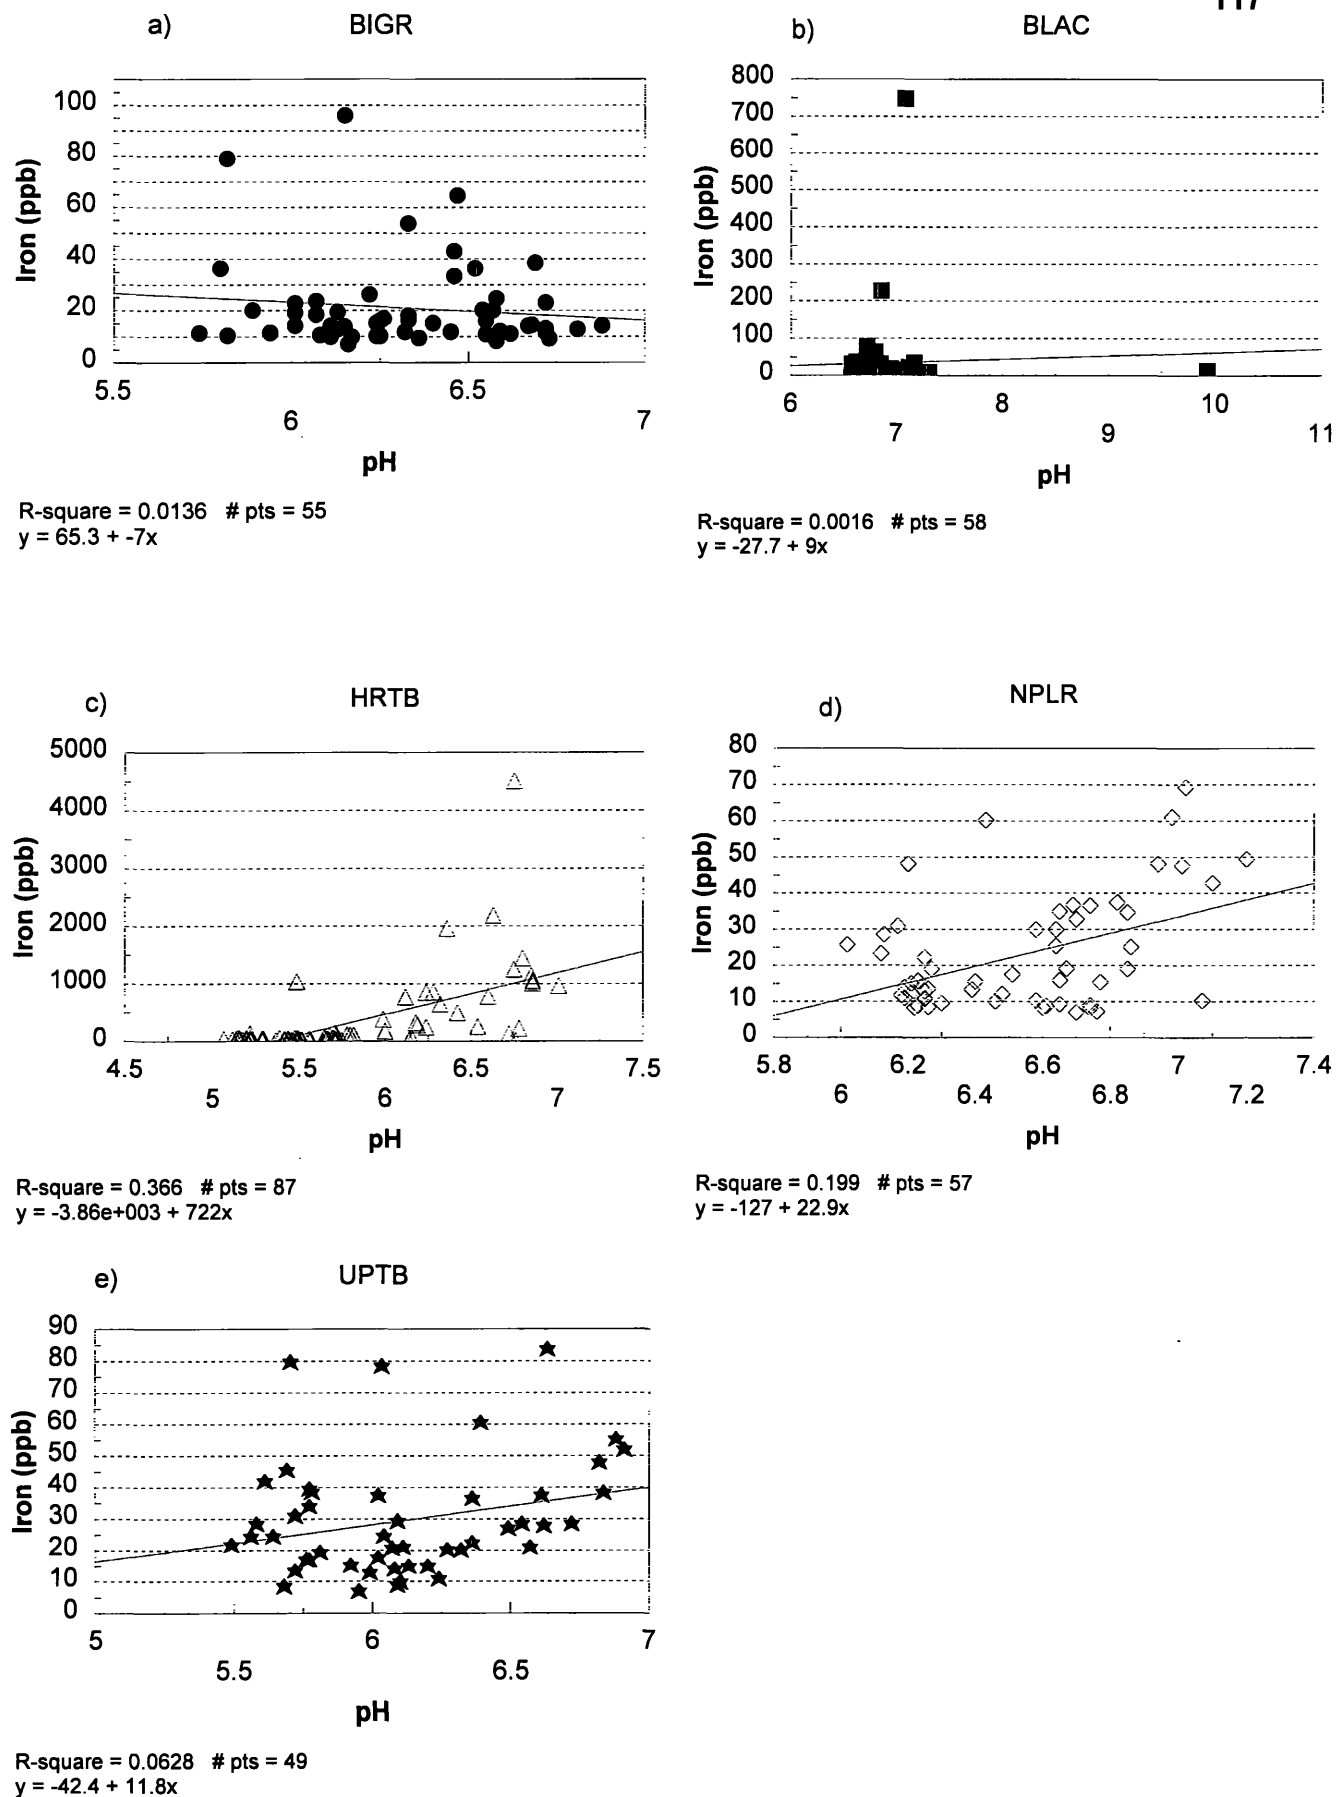 117
a) BIGR
100
80
60
40
20
0
Iron (ppb)
5.5 6.5
6 7
pH
R-square = 0.0136 # pts = 55
y = 65.3 + -7x
b) BLAC
800
700
600
500
400
300
200
100
0
Iron (ppb)
6 8 10
7 9 11
pH
R-square = 0.0016 # pts = 58
y = -27.7 + 9x
c) HRTB
5000
4000
3000
2000
1000
0
Iron (ppb)
4.5 5.5 6.5 7.5
5 6 7
pH
R-square = 0.366 # pts = 87
y = -3.86e+003 + 722x
d) NPLR
80
70
60
50
40
30
20
10
0
Iron (ppb)
5.8 6.2 6.6 7 7.4
6 6.4 6.8 7.2
pH
R-square = 0.199 # pts = 57
y = -127 + 22.9x
e) UPTB
90
80
70
60
50
40
30
20
10
0
Iron (ppb)
5 6 7
5.5 6.5
pH
R-square = 0.0628 # pts = 49
y = -42.4 + 11.8x